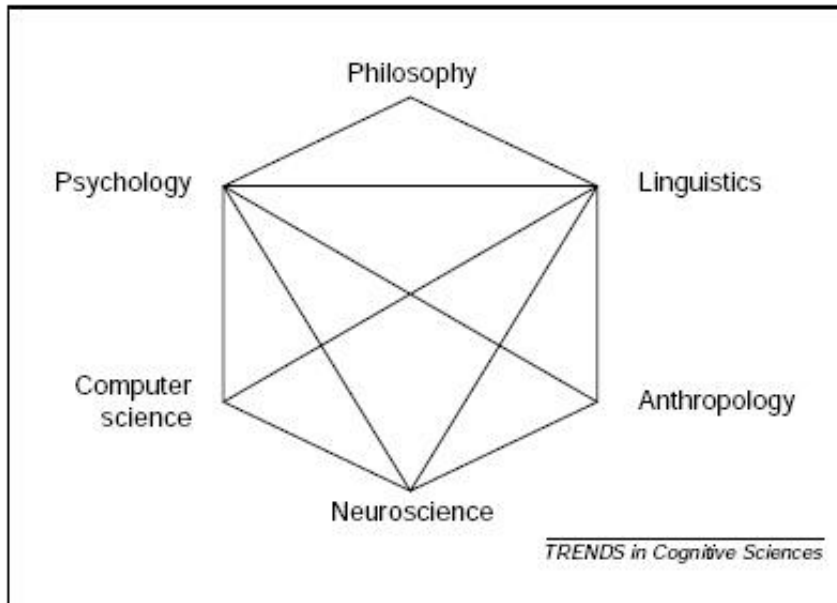 Philosophy
Psychology
Linguistics
Computer
science
Anthropology
Neuroscience
TRENDS in Cognitive Sciences